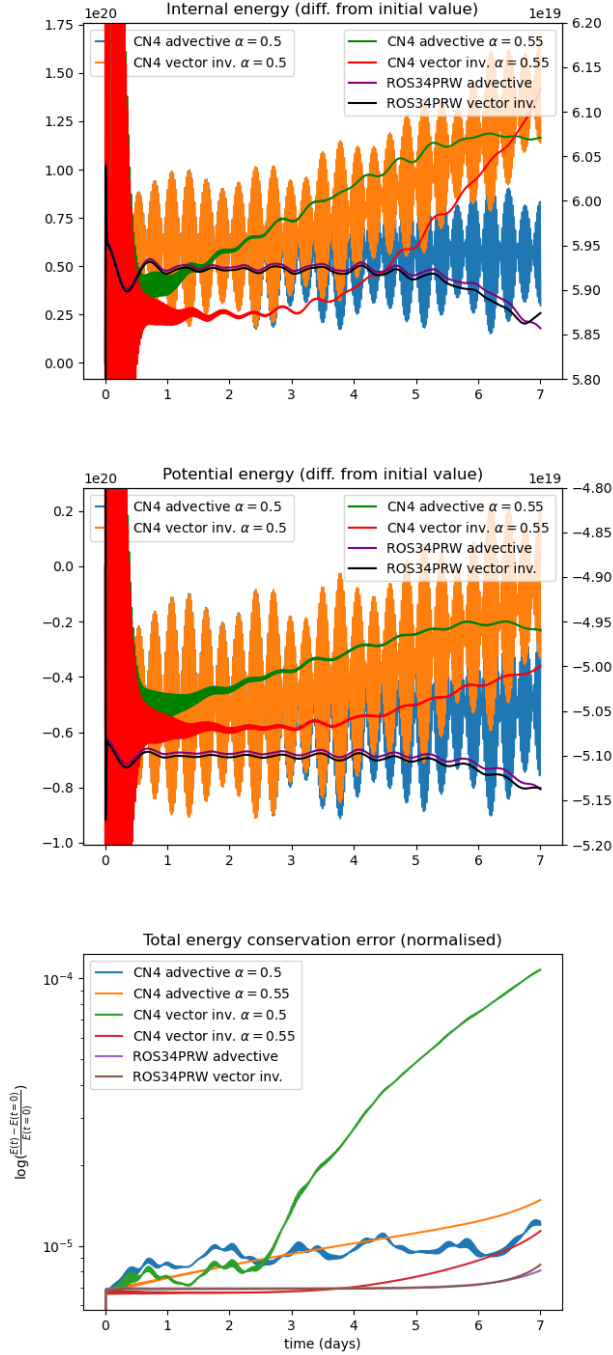 Internal energy (diff. from initial value)
1e20
1e19
CN4 advective α = 0.5
CN4 vector inv. α = 0.5
CN4 advective α = 0.55
CN4 vector inv. α = 0.55
ROS34PRW advective
ROS34PRW vector inv.
1.75
1.50
1.25
1.00
0.75
0.50
0.25
0.00
6.20
6.15
6.10
6.05
6.00
5.95
5.90
5.85
5.80
0 1 2 3 4 5 6 7
Potential energy (diff. from initial value)
1e20
1e19
CN4 advective α = 0.5
CN4 vector inv. α = 0.5
CN4 advective α = 0.55
CN4 vector inv. α = 0.55
ROS34PRW advective
ROS34PRW vector inv.
0.2
0.0
−0.2
−0.4
−0.6
−0.8
−1.0
−4.80
−4.85
−4.90
−4.95
−5.00
−5.05
−5.10
−5.15
−5.20
0 1 2 3 4 5 6 7
Total energy conservation error (normalised)
CN4 advective α = 0.5
CN4 advective α = 0.55
CN4 vector inv. α = 0.5
CN4 vector inv. α = 0.55
ROS34PRW advective
ROS34PRW vector inv.
10⁻⁴
10⁻⁵
log(E(t) − E(t = 0) / E(t = 0))
0 1 2 3 4 5 6 7
time (days)